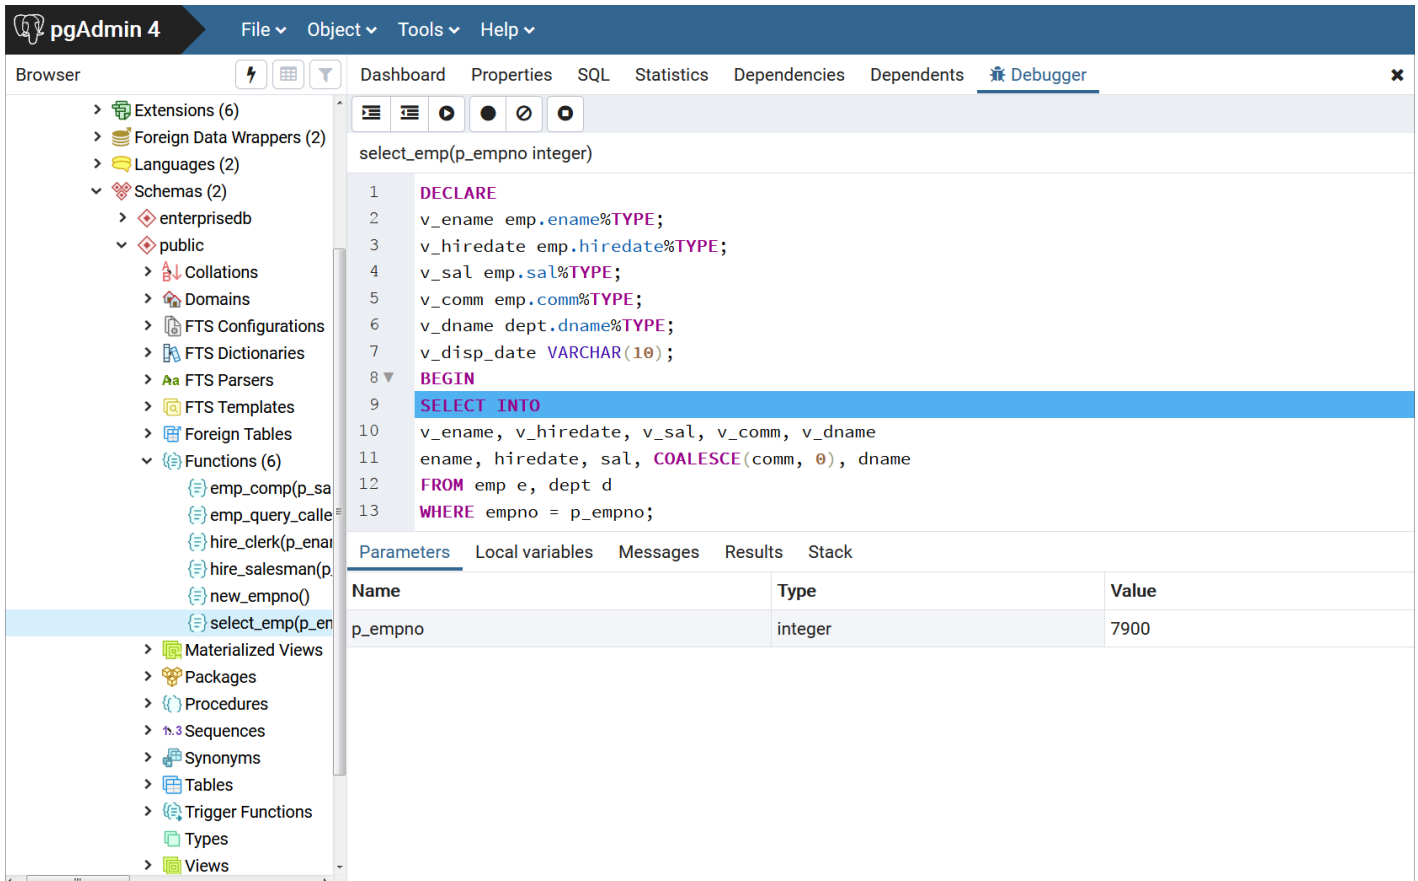 pgAdmin 4
File Object Tools Help
Browser
Dashboard Properties SQL Statistics Dependencies Dependents Debugger
Extensions (6)
Foreign Data Wrappers (2)
Languages (2)
Schemas (2)
enterprisedb
public
Collations
Domains
FTS Configurations
FTS Dictionaries
Aa FTS Parsers
FTS Templates
Foreign Tables
Functions (6)
emp_comp(p_sa
emp_query_calle
hire_clerk(p_enar
hire_salesman(p_
new_empno()
select_emp(p_en
Materialized Views
Packages
Procedures
1..3 Sequences
Synonyms
Tables
Trigger Functions
Types
Views
select_emp(p_empno integer)
1 DECLARE
2 v_ename emp.ename%TYPE;
3 v_hiredate emp.hiredate%TYPE;
4 v_sal emp.sal%TYPE;
5 v_comm emp.comm%TYPE;
6 v_dname dept.dname%TYPE;
7 v_disp_date VARCHAR(10);
8 BEGIN
9 SELECT INTO
10 v_ename, v_hiredate, v_sal, v_comm, v_dname
11 ename, hiredate, sal, COALESCE(comm, 0), dname
12 FROM emp e, dept d
13 WHERE empno = p_empno;
Parameters Local variables Messages Results Stack
Name Type Value
p_empno integer 7900